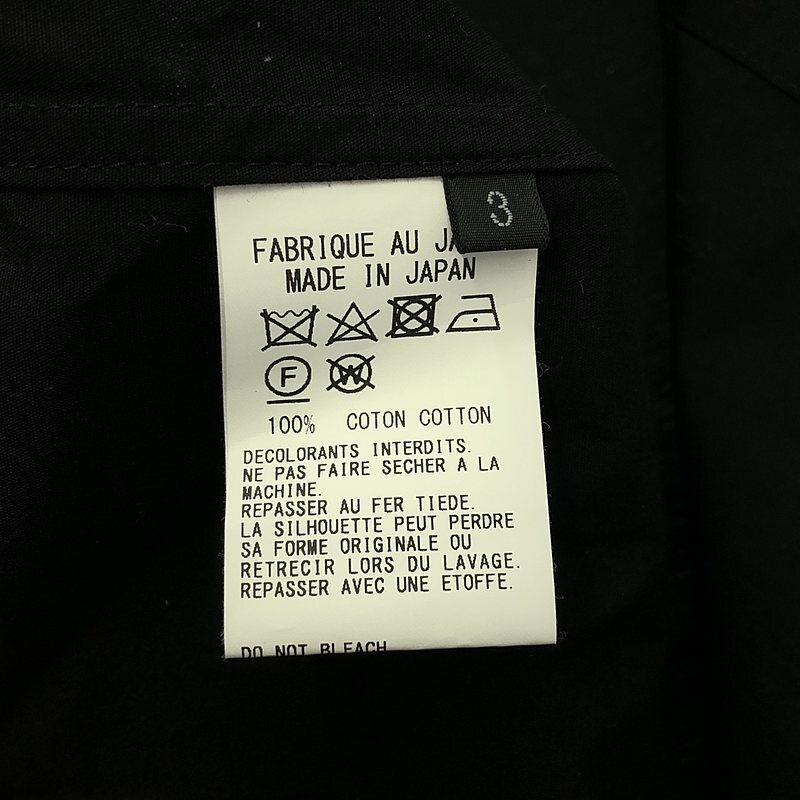 3
FABRIQUE AU
MADE IN JAPAN
F
W
100% COTON COTTON
DECOLORANTS INTERDITS.
NE PAS FAIRE SECHER A LA
MACHINE.
REPASSER AU FER TIEDE.
LA SILHOUETTE PEUT PERDRE
SA FORME ORIGINALE OU
RETRECIR LORS DU LAVAGE.
REPASSER AVEC UNE ETOFFE.
DO NOT BLEACH